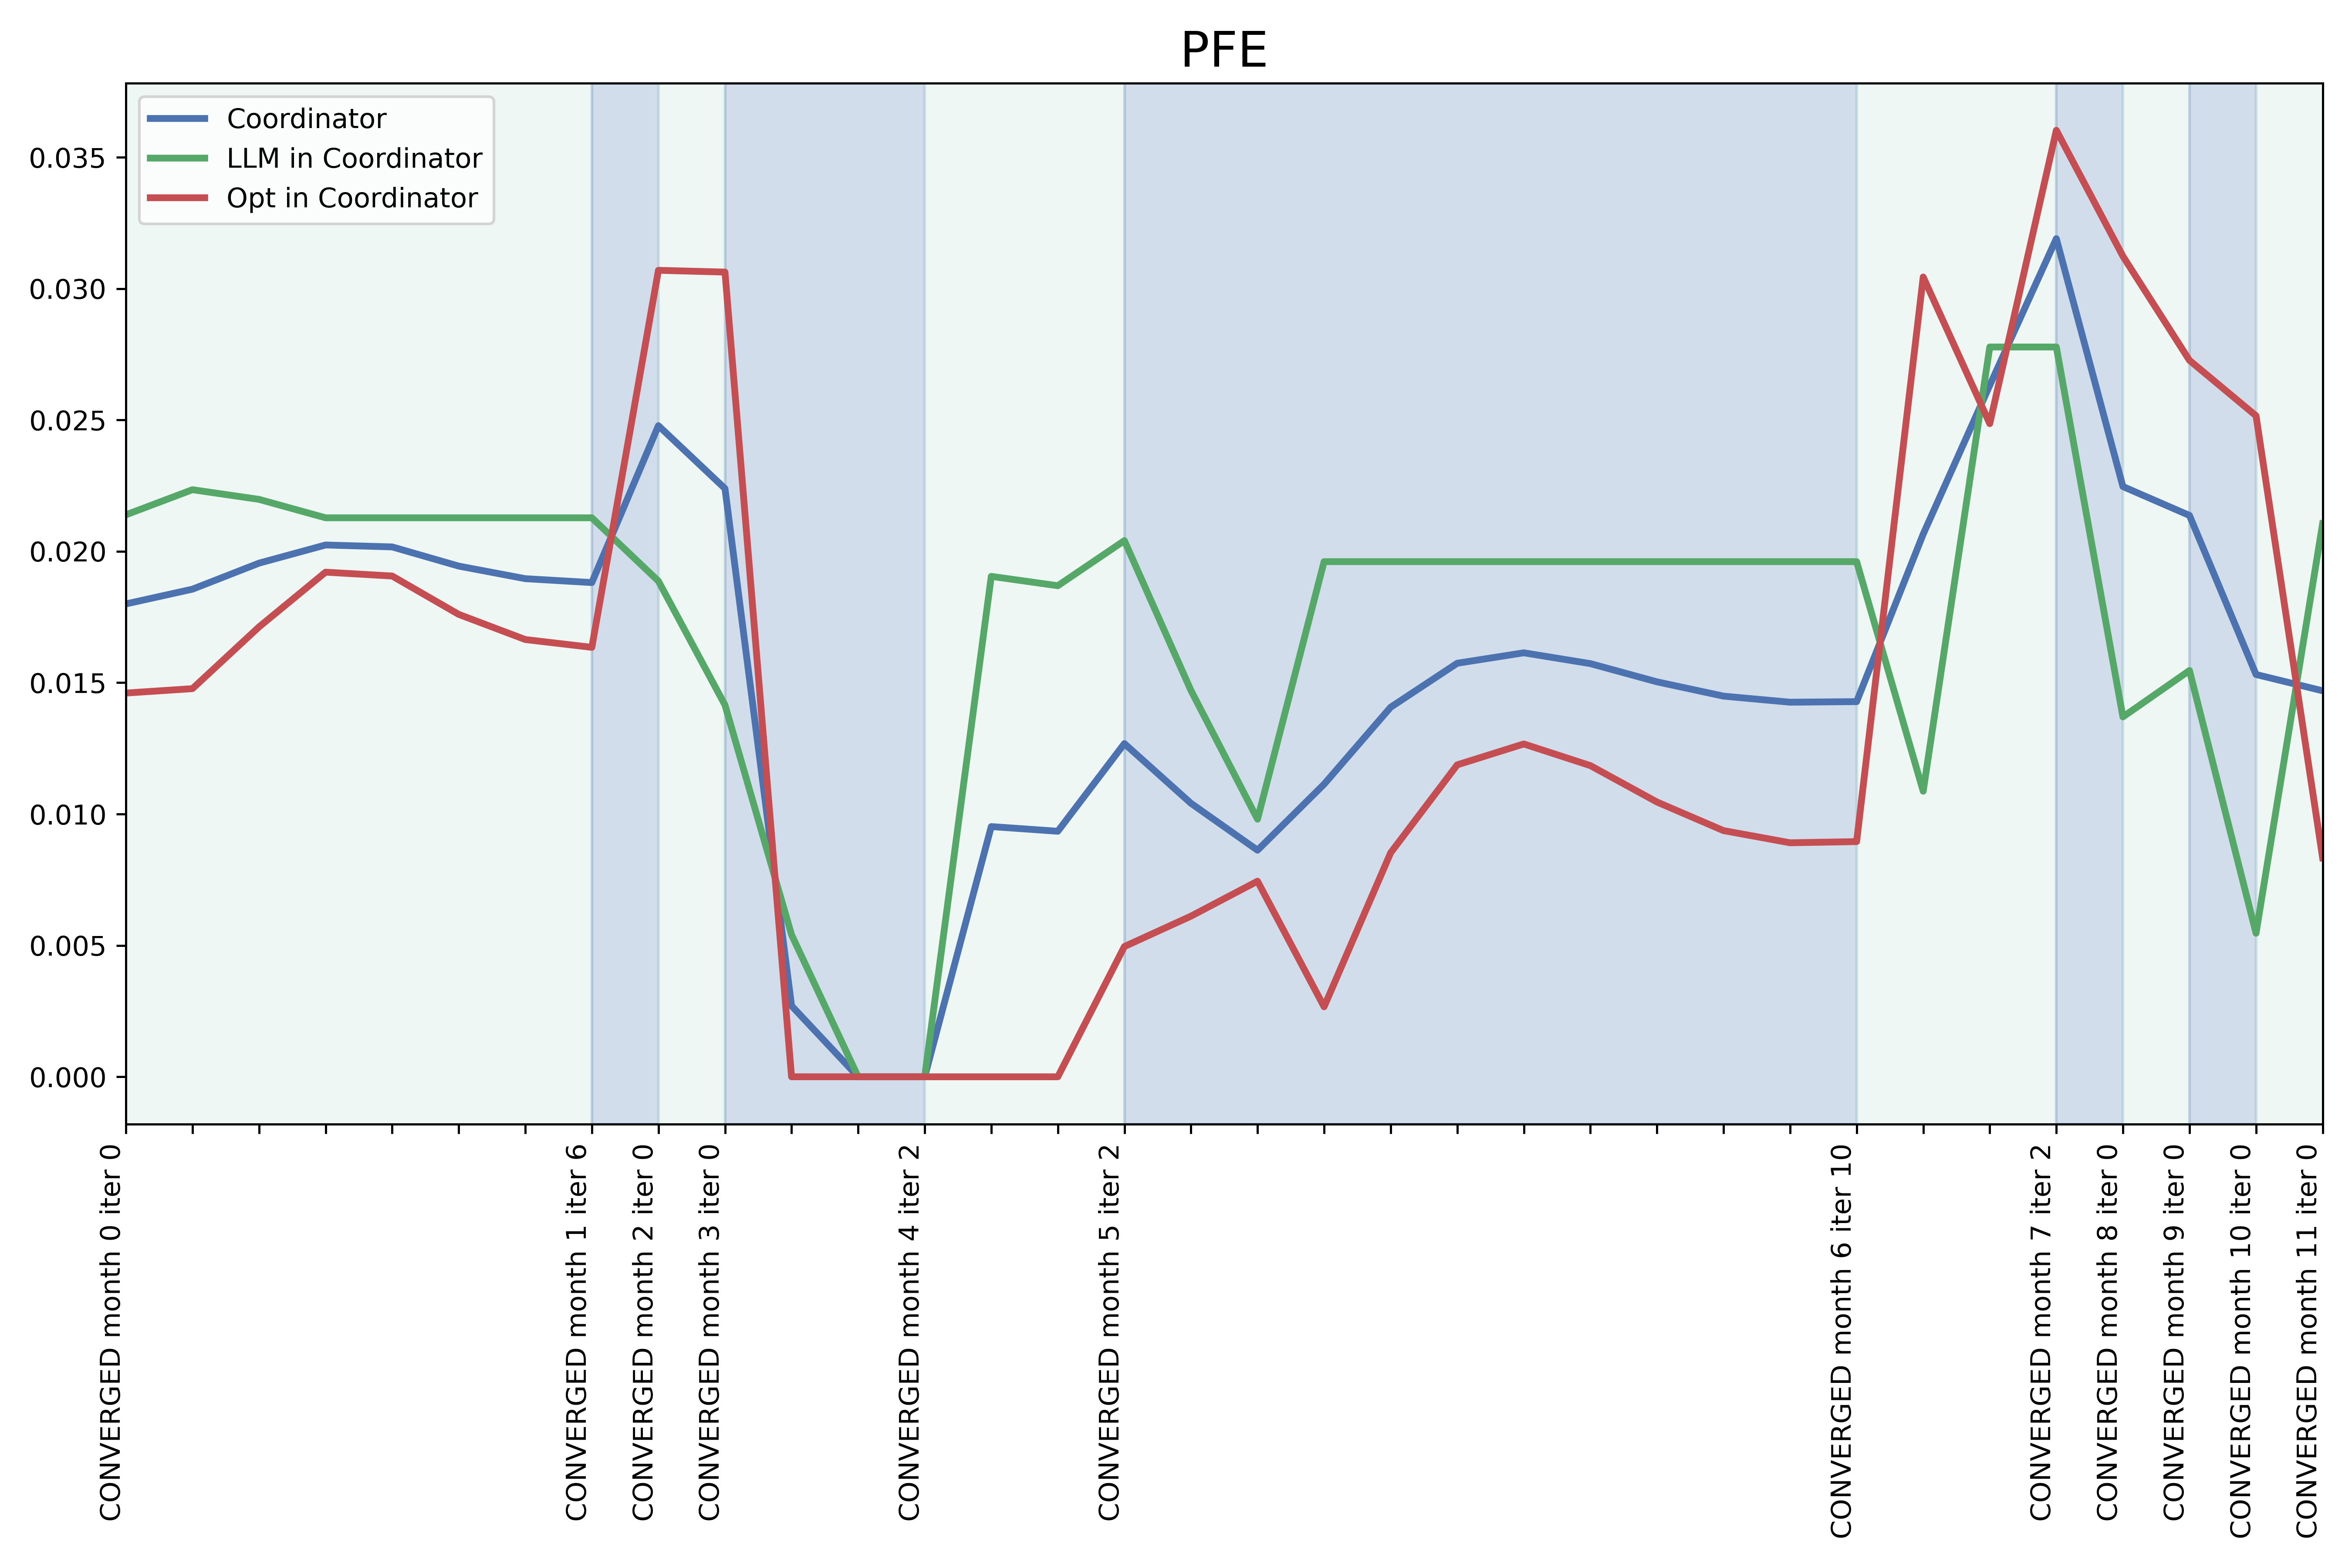 PFE
Coordinator
LLM in Coordinator
Opt in Coordinator
0.035
0.030
0.025
0.020
0.015
0.010
0.005
0.000
CONVERGED month 0 iter 0
CONVERGED month 1 iter 6
CONVERGED month 2 iter 0
CONVERGED month 3 iter 0
CONVERGED month 4 iter 2
CONVERGED month 5 iter 2
CONVERGED month 6 iter 10
CONVERGED month 7 iter 2
CONVERGED month 8 iter 0
CONVERGED month 9 iter 0
CONVERGED month 10 iter 0
CONVERGED month 11 iter 0